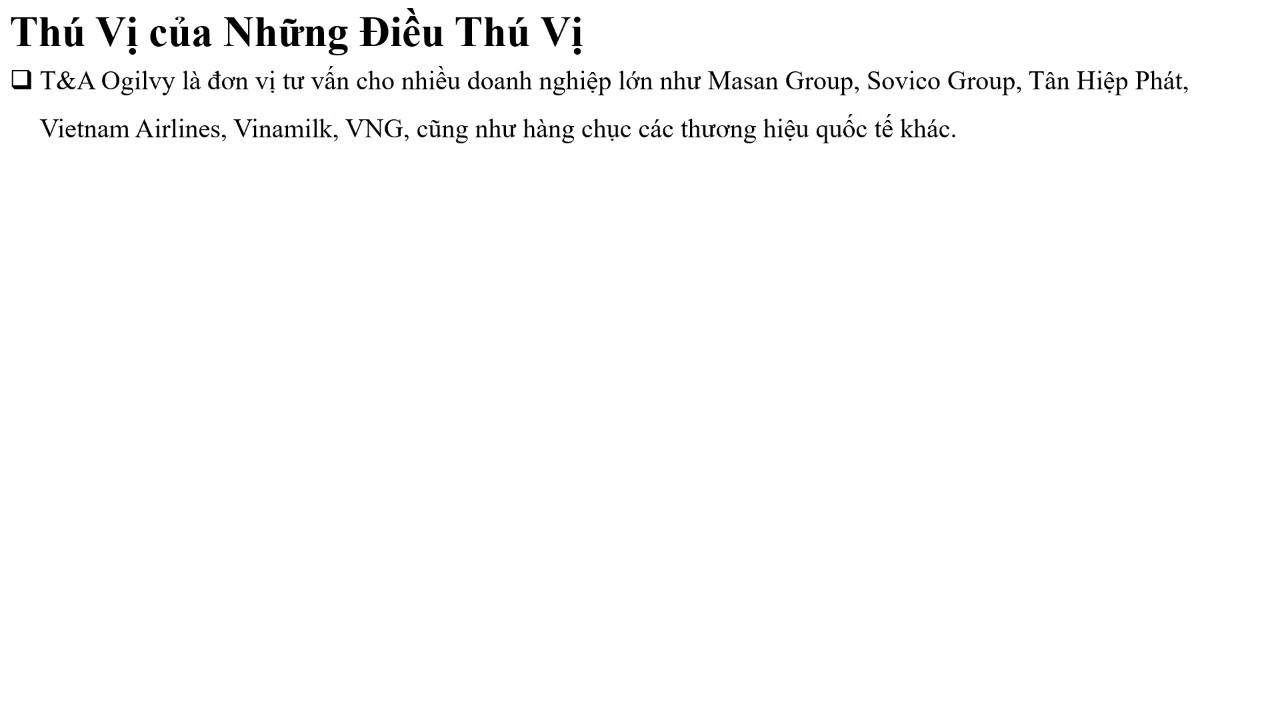 Thú Vị của Những Điều Thú Vị
❑ T&A Ogilvy là đơn vị tư vấn cho nhiều doanh nghiệp lớn như Masan Group, Sovico Group, Tân Hiệp Phát,
Vietnam Airlines, Vinamilk, VNG, cũng như hàng chục các thương hiệu quốc tế khác.